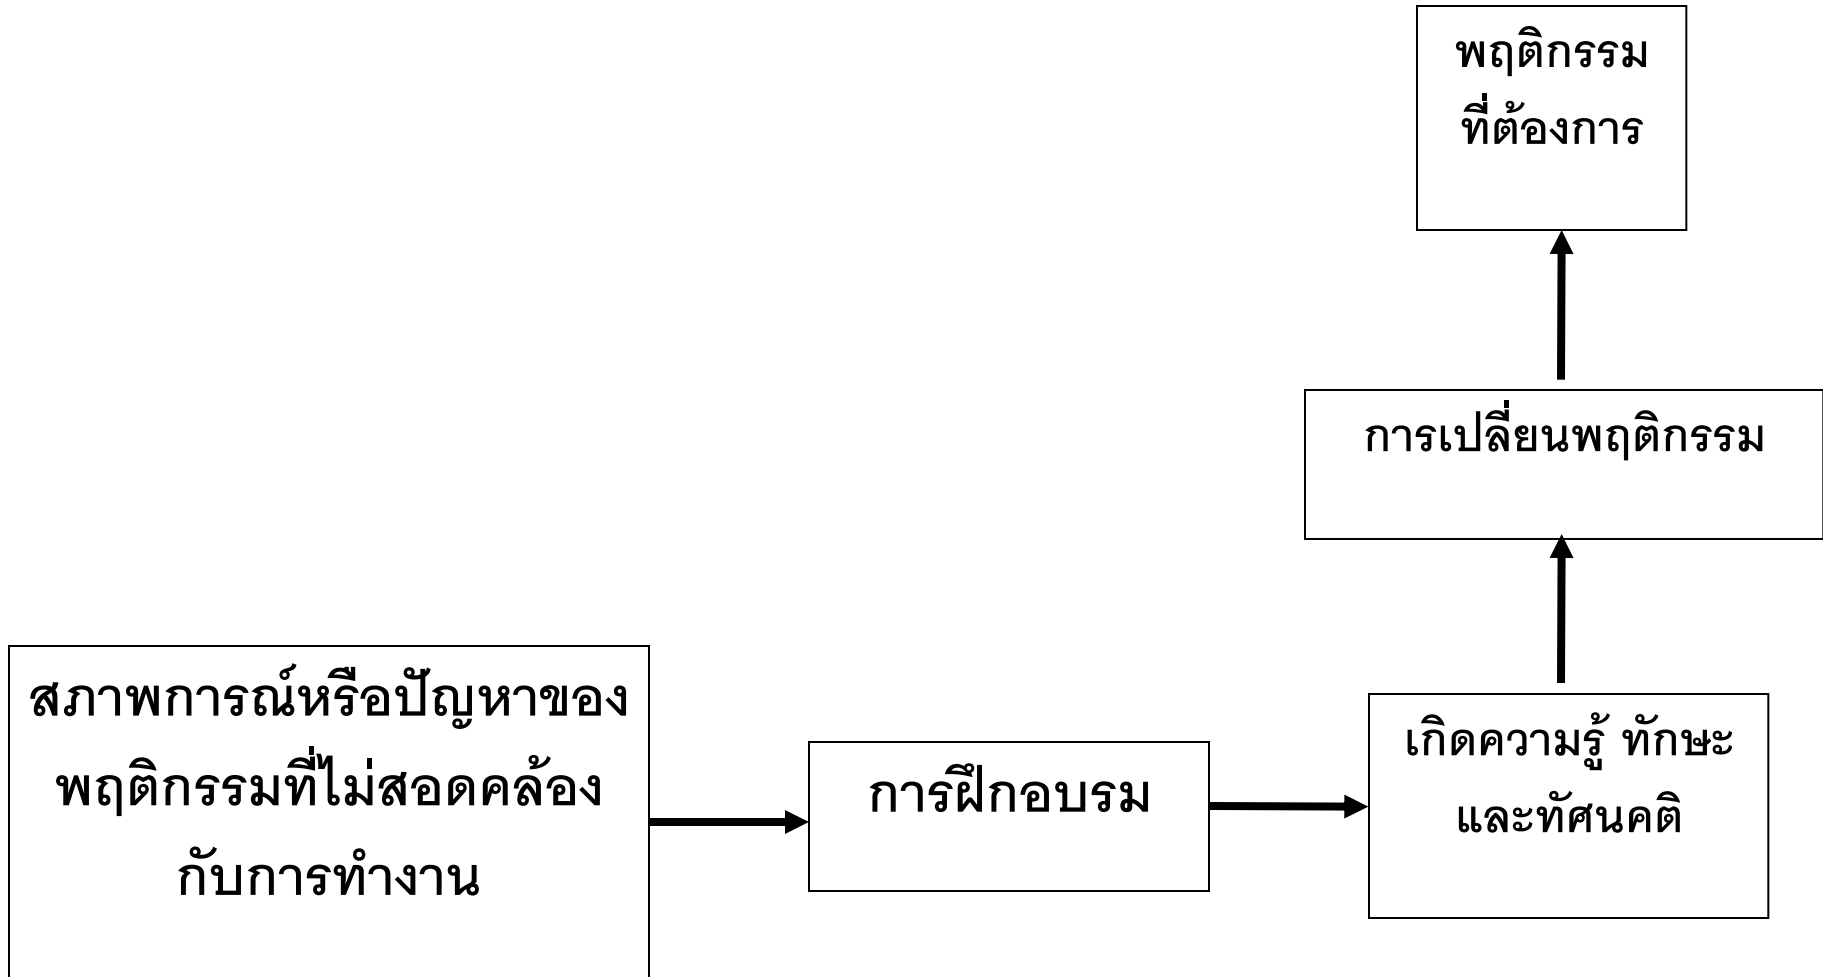 พฤติกรรม
ที่ต้องการ
การเปลี่ยนพฤติกรรม
สภาพการณ์หรือปัญหาของ
พฤติกรรมที่ไม่สอดคล้อง
กับการทำงาน
การฝึกอบรม
เกิดความรู้ ทักษะ
และทัศนคติ